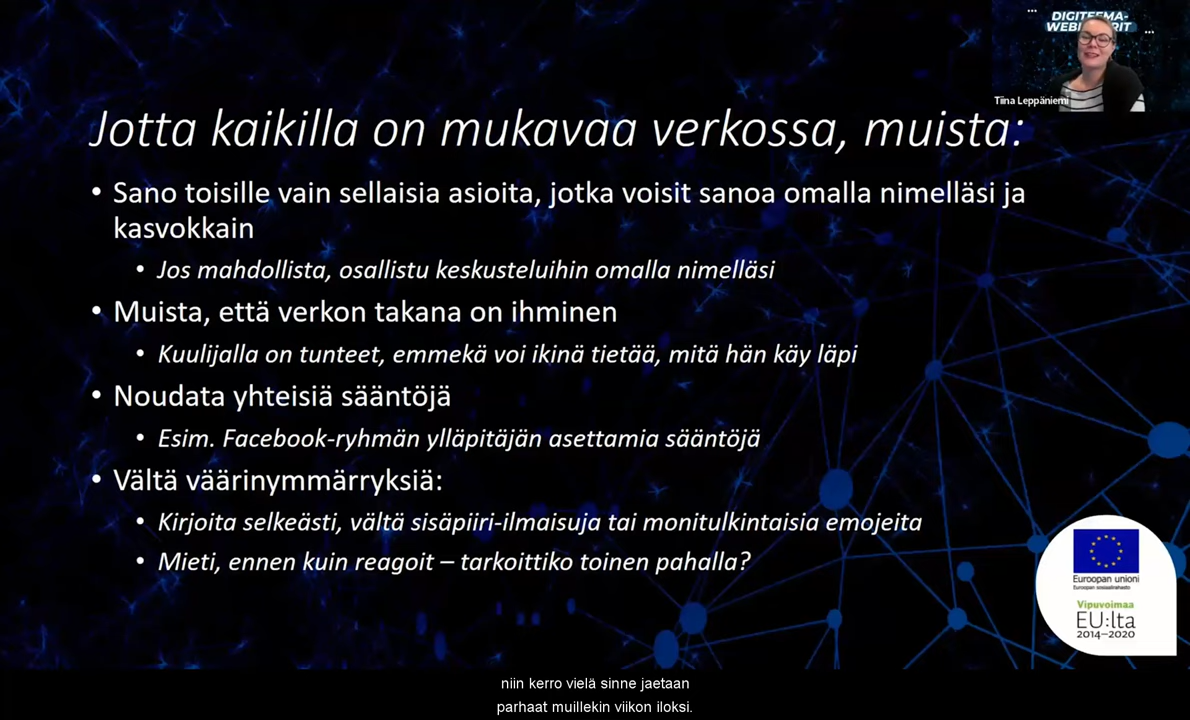 DIGITEEMA-
WEBINAARIT
Tiina Leppäniemi
Jotta kaikilla on mukavaa verkossa, muista:
• Sano toisille vain sellaisia asioita, jotka voisit sanoa omalla nimelläsi ja
kasvokkain
• Jos mahdollista, osallistu keskusteluihin omalla nimelläsi
• Muista, että verkon takana on ihminen
• Kuulijalla on tunteet, emmekä voi ikinä tietää, mitä hän käy läpi
• Noudata yhteisiä sääntöjä
• Esim. Facebook-ryhmän ylläpitäjän asettamia sääntöjä
• Vältä väärinymmärryksiä:
• Kirjoita selkeästi, vältä sisäpiiri-ilmaisuja tai monitulkintaisia emojeita
• Mieti, ennen kuin reagoit – tarkoittiko toinen pahalla?
Euroopan unioni
Euroopan sosiaalirahasto
Vipuvoimaa
EU:lta
2014–2020
niin kerro vielä sinne jaetaan
parhaat muillekin viikon iloksi.